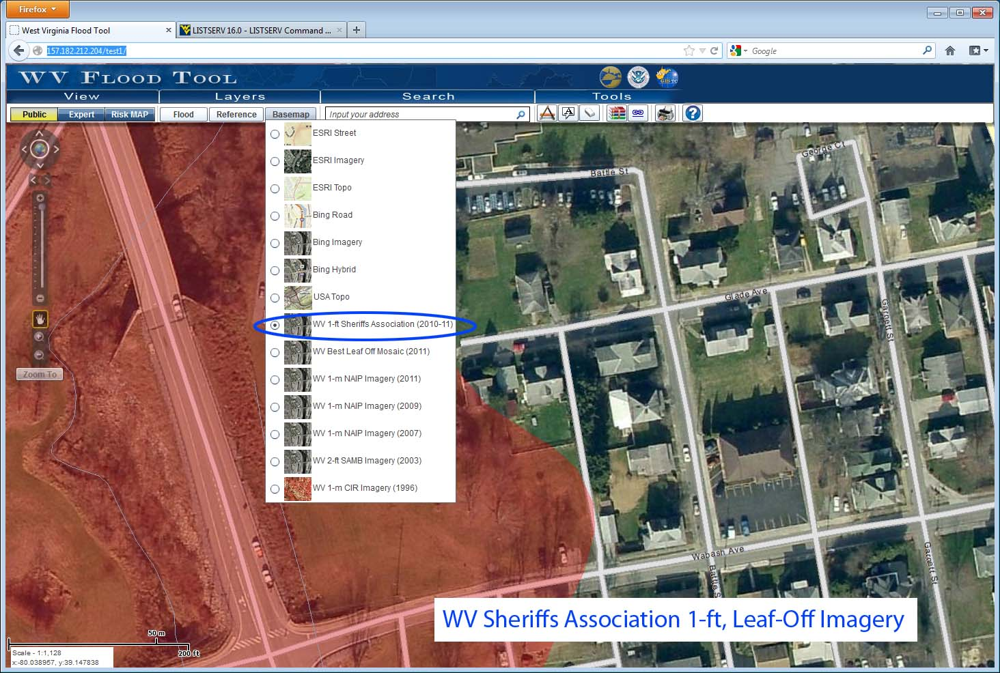 Firefox
West Virginia Flood Tool
LISTSERV 16.0 - LISTSERV Command ...
157.182.212.204/test1/
Google
WV FLOOD TOOL
View
Layers
Search
Tools
Public
Expert
Risk MAP
Flood
Reference
Basemap
Input your address
ESRI Street
ESRI Imagery
ESRI Topo
Bing Road
Bing Imagery
Bing Hybrid
USA Topo
WV 1-ft Sheriffs Association (2010-11)
WV Best Leaf Off Mosaic (2011)
WV 1-m NAIP Imagery (2011)
WV 1-m NAIP Imagery (2009)
WV 1-m NAIP Imagery (2007)
WV 2-ft SAMB Imagery (2003)
WV 1-m CIR Imagery (1996)
Zoom To
Battle St
George Ct
Glade Ave
Garrett St
Wabash Ave
Battle S
Garrett St
WV Sheriffs Association 1-ft, Leaf-Off Imagery
50 m
200 ft
Scale - 1:1,128
x:-80.038957, y:39.147838